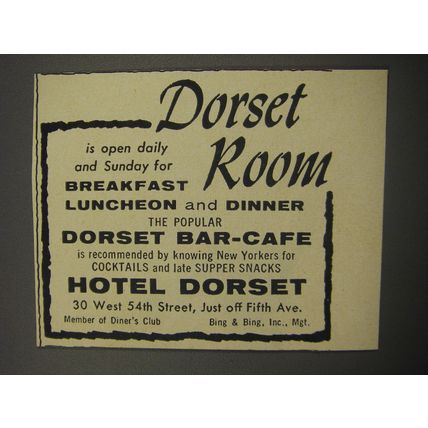 Dorset
Room
is open daily
and Sunday for
BREAKFAST
LUNCHEON and DINNER
THE POPULAR
DORSET BAR-CAFE
is recommended by knowing New Yorkers for
COCKTAILS and late SUPPER SNACKS
HOTEL DORSET
30 West 54th Street, Just off Fifth Ave.
Member of Diner's Club Bing & Bing, Inc., Mgt.